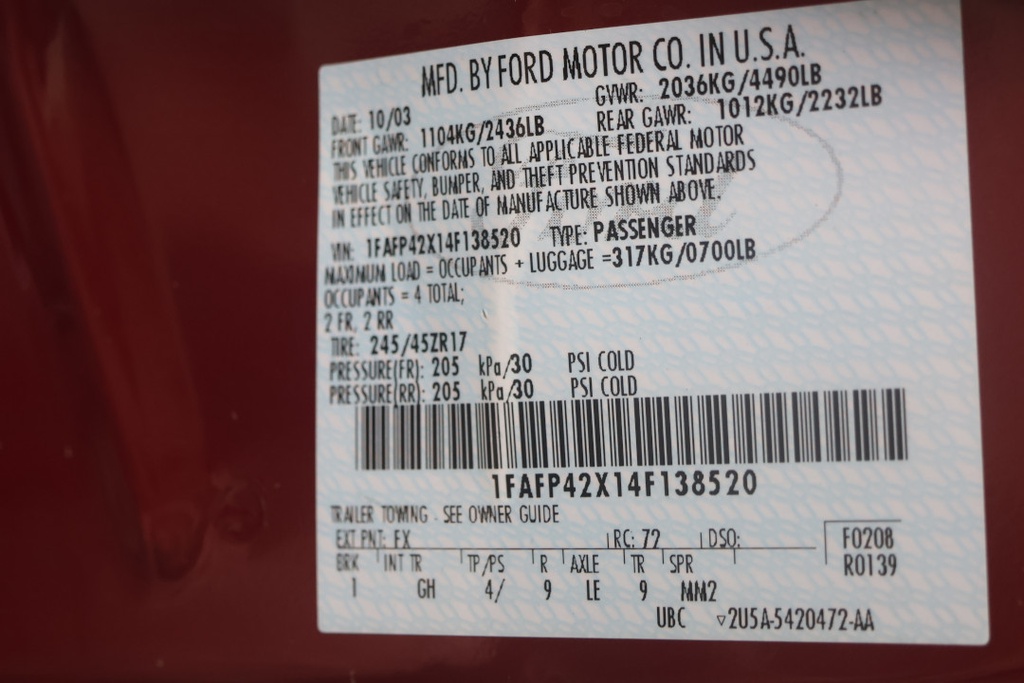 MFD. BY FORD MOTOR CO. IN U.S.A.
DATE: 10/03 GVWR: 2036KG/4490LB
FRONT GAWR: 1104KG/2436LB REAR GAWR: 1012KG/2232LB
THIS VEHICLE CONFORMS TO ALL APPLICABLE FEDERAL MOTOR
VEHICLE SAFETY, BUMPER, AND THEFT PREVENTION STANDARDS
IN EFFECT ON THE DATE OF MANUFACTURE SHOWN ABOVE.
VIN: 1FAFP42X14F138520 TYPE: PASSENGER
MAXIMUM LOAD = OCCUPANTS + LUGGAGE =317KG/0700LB
OCCUPANTS = 4 TOTAL;
2 FR, 2 RR
TIRE: 245/45ZR17
PRESSURE(FR): 205 kPa/30 PSI COLD
PRESSURE(RR): 205 kPa/30 PSI COLD
1FAFP42X14F138520
TRAILER TOWING - SEE OWNER GUIDE
EXT PNT: FX RC: 72 DSO: F0208
BRK INT TR TP/PS R AXLE TR SPR R0139
1 GH 4/ 9 LE 9 MM2
UBC ▽2U5A-5420472-AA